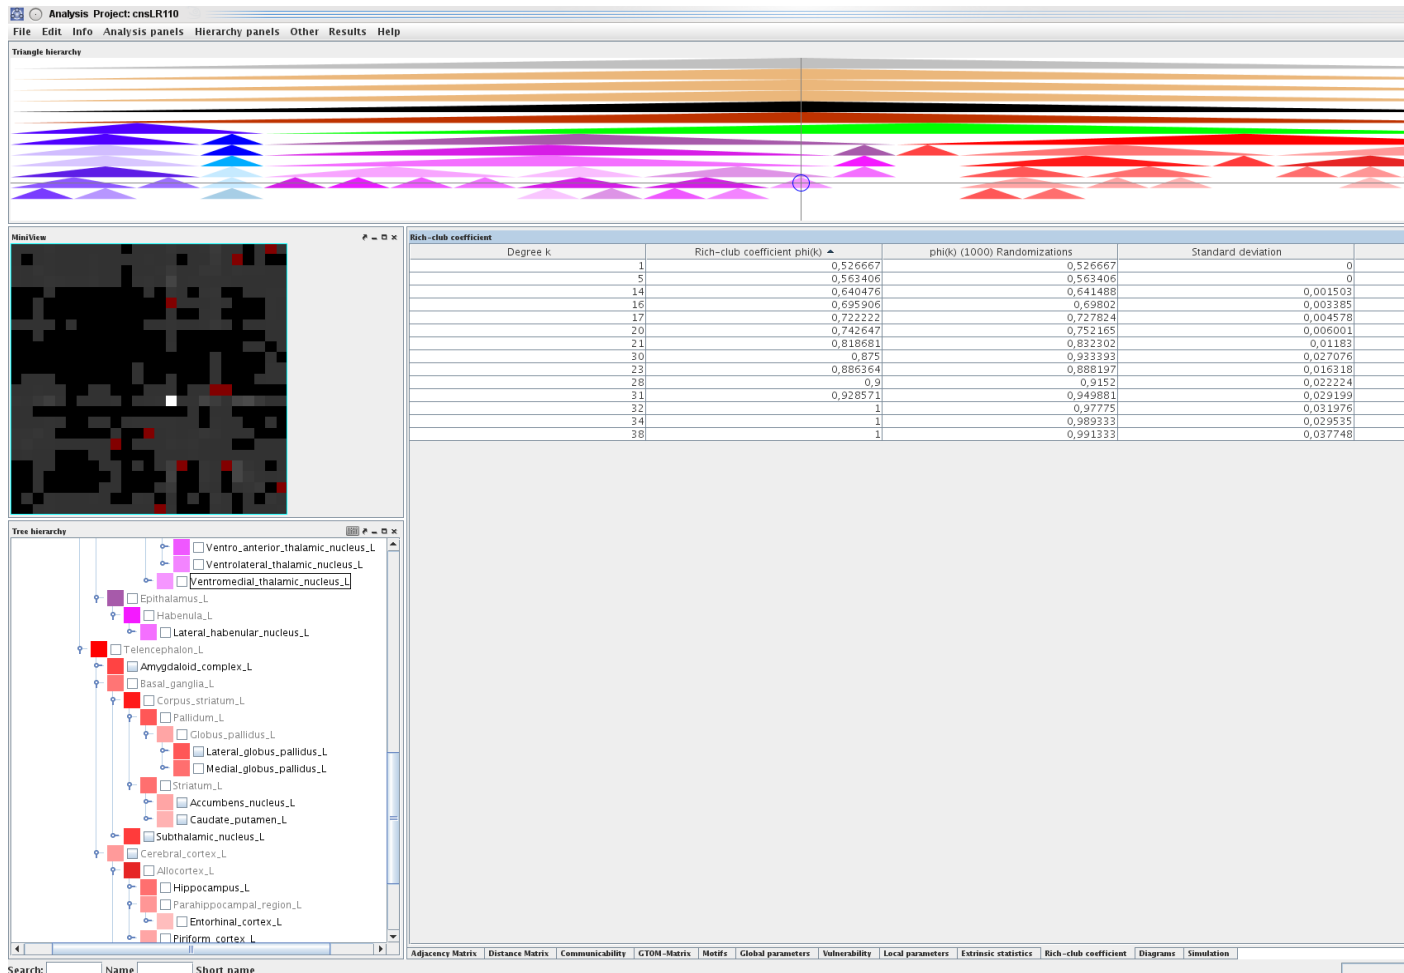 Analysis Project: cnsLR110
File Edit Info Analysis panels Hierarchy panels Other Results Help
Triangle hierarchy
MiniView
Rich-club coefficient
Degree k Rich-club coefficient phi(k) phi(k) (1000) Randomizations Standard deviation
1 0,526667 0,526667 0
5 0,563406 0,563406 0
14 0,640476 0,641488 0,001503
16 0,695906 0,69802 0,003385
17 0,722222 0,727824 0,004578
20 0,742647 0,752165 0,006001
21 0,818681 0,832302 0,01183
30 0,875 0,933393 0,027076
23 0,886364 0,888197 0,016318
28 0,9 0,9152 0,022224
31 0,928571 0,949881 0,029199
32 1 0,97775 0,031976
34 1 0,989333 0,029535
38 1 0,991333 0,037748
Tree hierarchy
Ventro_anterior_thalamic_nucleus_L
Ventrolateral_thalamic_nucleus_L
Ventromedial_thalamic_nucleus_L
Epithalamus_L
Habenula_L
Lateral_habenular_nucleus_L
Telencephalon_L
Amygdaloid_complex_L
Basal_ganglia_L
Corpus_striatum_L
Pallidum_L
Globus_pallidus_L
Lateral_globus_pallidus_L
Medial_globus_pallidus_L
Striatum_L
Accumbens_nucleus_L
Caudate_putamen_L
Subthalamic_nucleus_L
Cerebral_cortex_L
Allocortex_L
Hippocampus_L
Parahippocampal_region_L
Entorhinal_cortex_L
Piriform_cortex_L
Adjacency Matrix Distance Matrix Communicability GTOM-Matrix Motifs Global parameters Vulnerability Local parameters Extrinsic statistics Rich-club coefficient Diagrams Simulation
Search: Name Short name